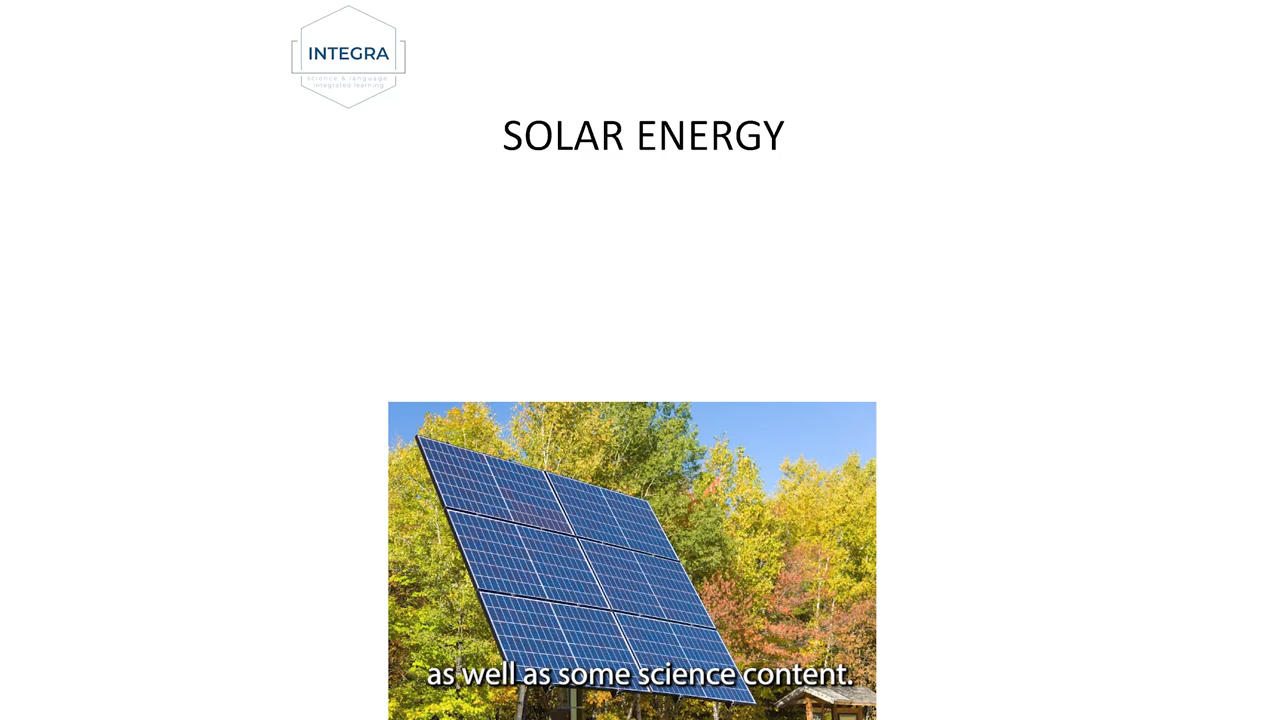 INTEGRA
science & language
integrated learning
SOLAR ENERGY
as well as some science content.